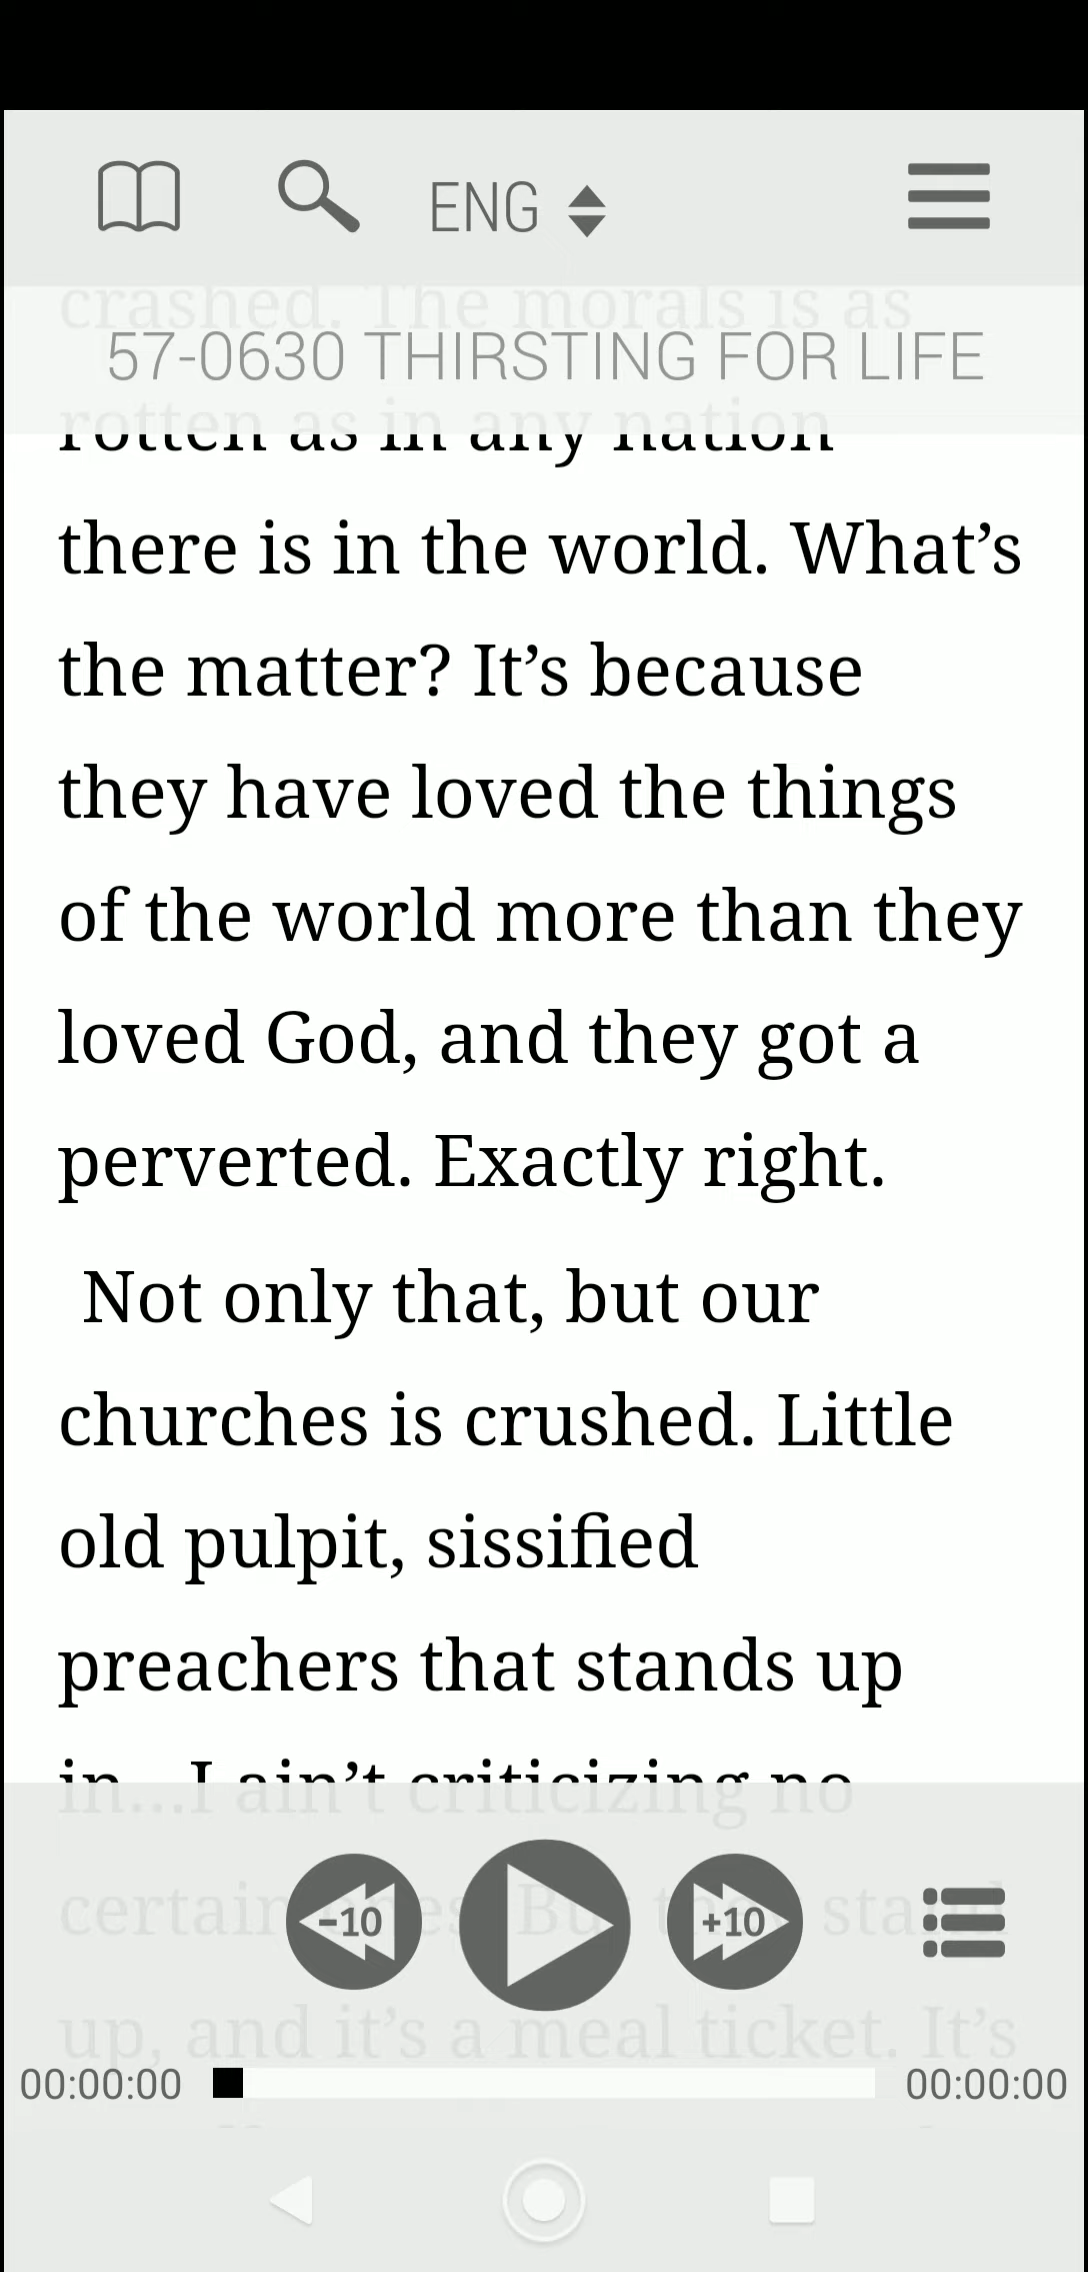 ENG
crashed. The morals is as
57-0630 THIRSTING FOR LIFE
rotten as in any nation
there is in the world. What’s
the matter? It’s because
they have loved the things
of the world more than they
loved God, and they got a
perverted. Exactly right.
Not only that, but our
churches is crushed. Little
old pulpit, sissified
preachers that stands up
in...I ain’t criticizing no
certain stand
-10
+10
up, and it’s a meal ticket. It’s
00:00:00 00:00:00